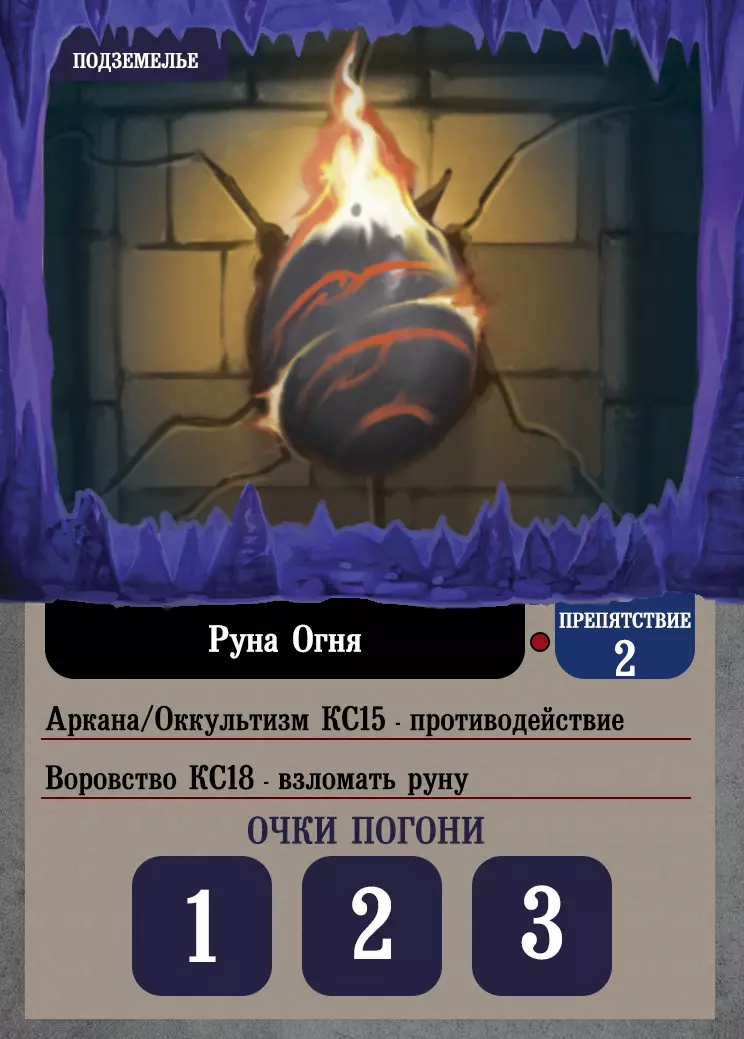 ПОДЗЕМЕЛЬЕ
Руна Огня
ПРЕПЯТСТВИЕ
2
Аркана/Оккультизм КС15 - противодействие
Воровство КС18 - взломать руну
ОЧКИ ПОГОНИ
1 2 3